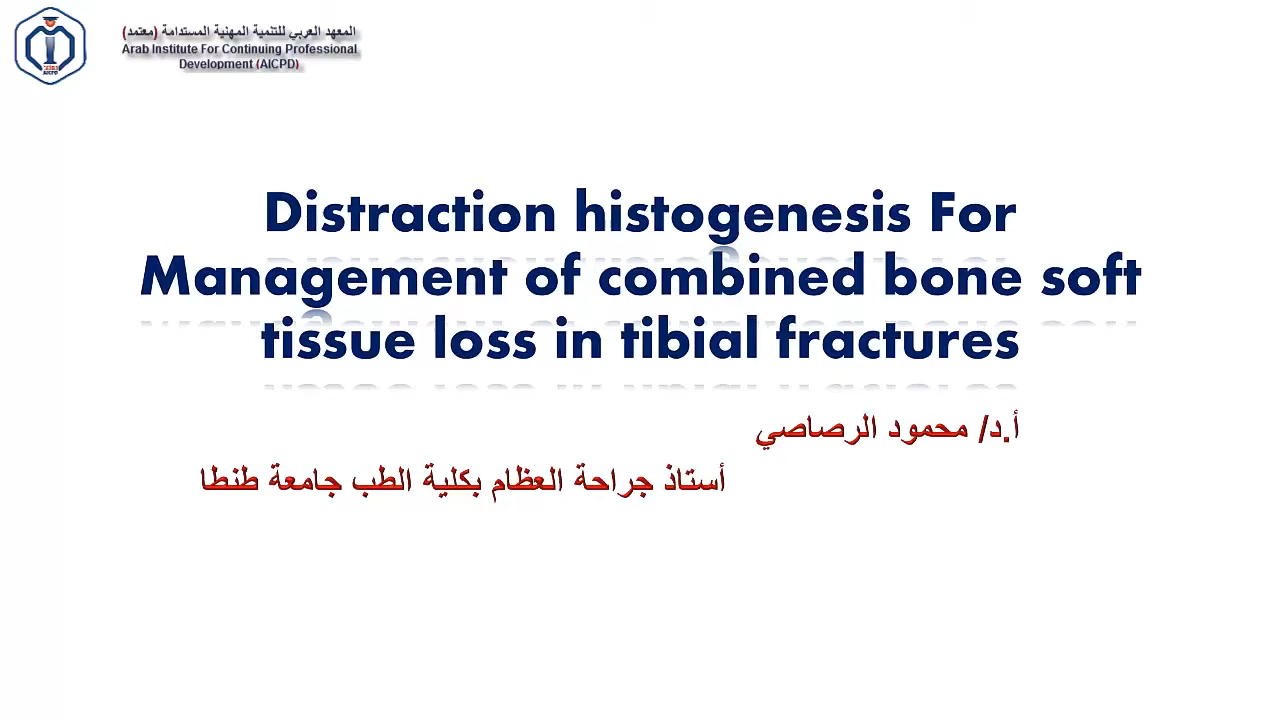 المعهد العربي للتنمية المهنية المستدامة (معتمد)
Arab Institute For Continuing Professional
Development (AICPD)
AICPD
Distraction histogenesis For
Management of combined bone soft
tissue loss in tibial fractures
أ.د/ محمود الرصاصي
أستاذ جراحة العظام بكلية الطب جامعة طنطا